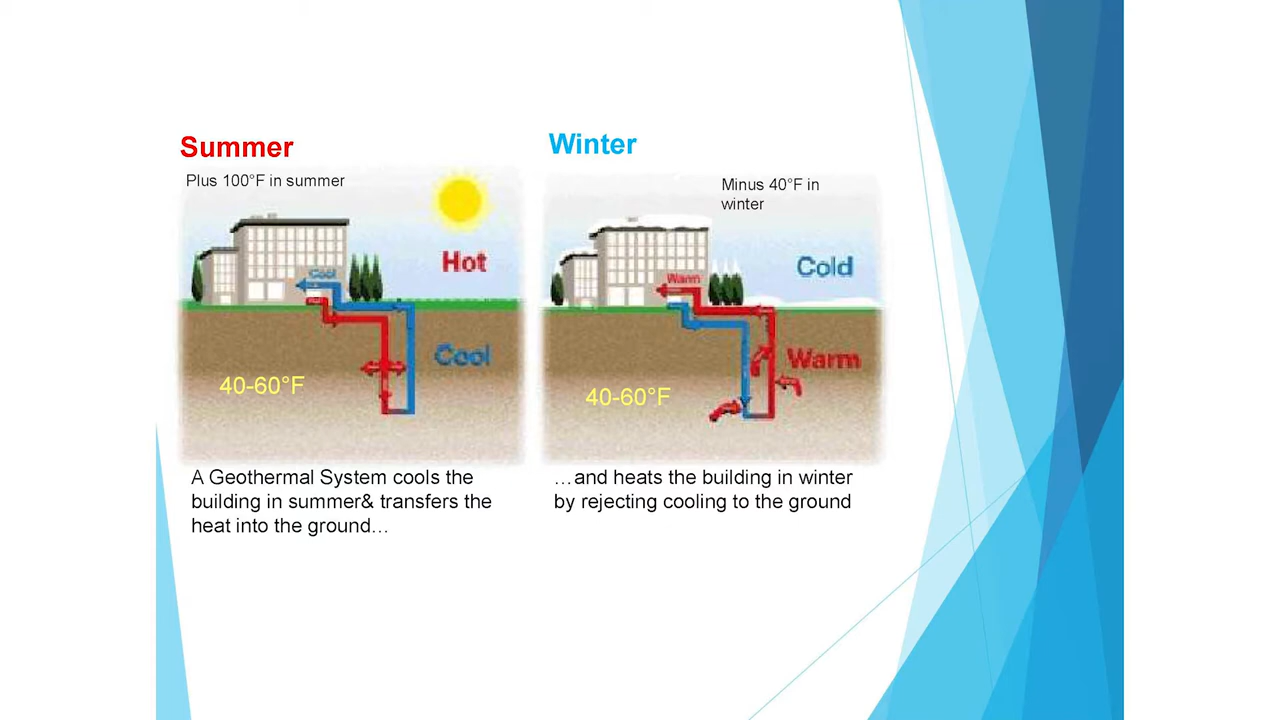 Summer
Plus 100°F in summer
Cool
Hot
Hot
Cool
40-60°F
A Geothermal System cools the
building in summer& transfers the
heat into the ground…
Winter
Minus 40°F in
winter
Warm
Cold
Warm
40-60°F
…and heats the building in winter
by rejecting cooling to the ground